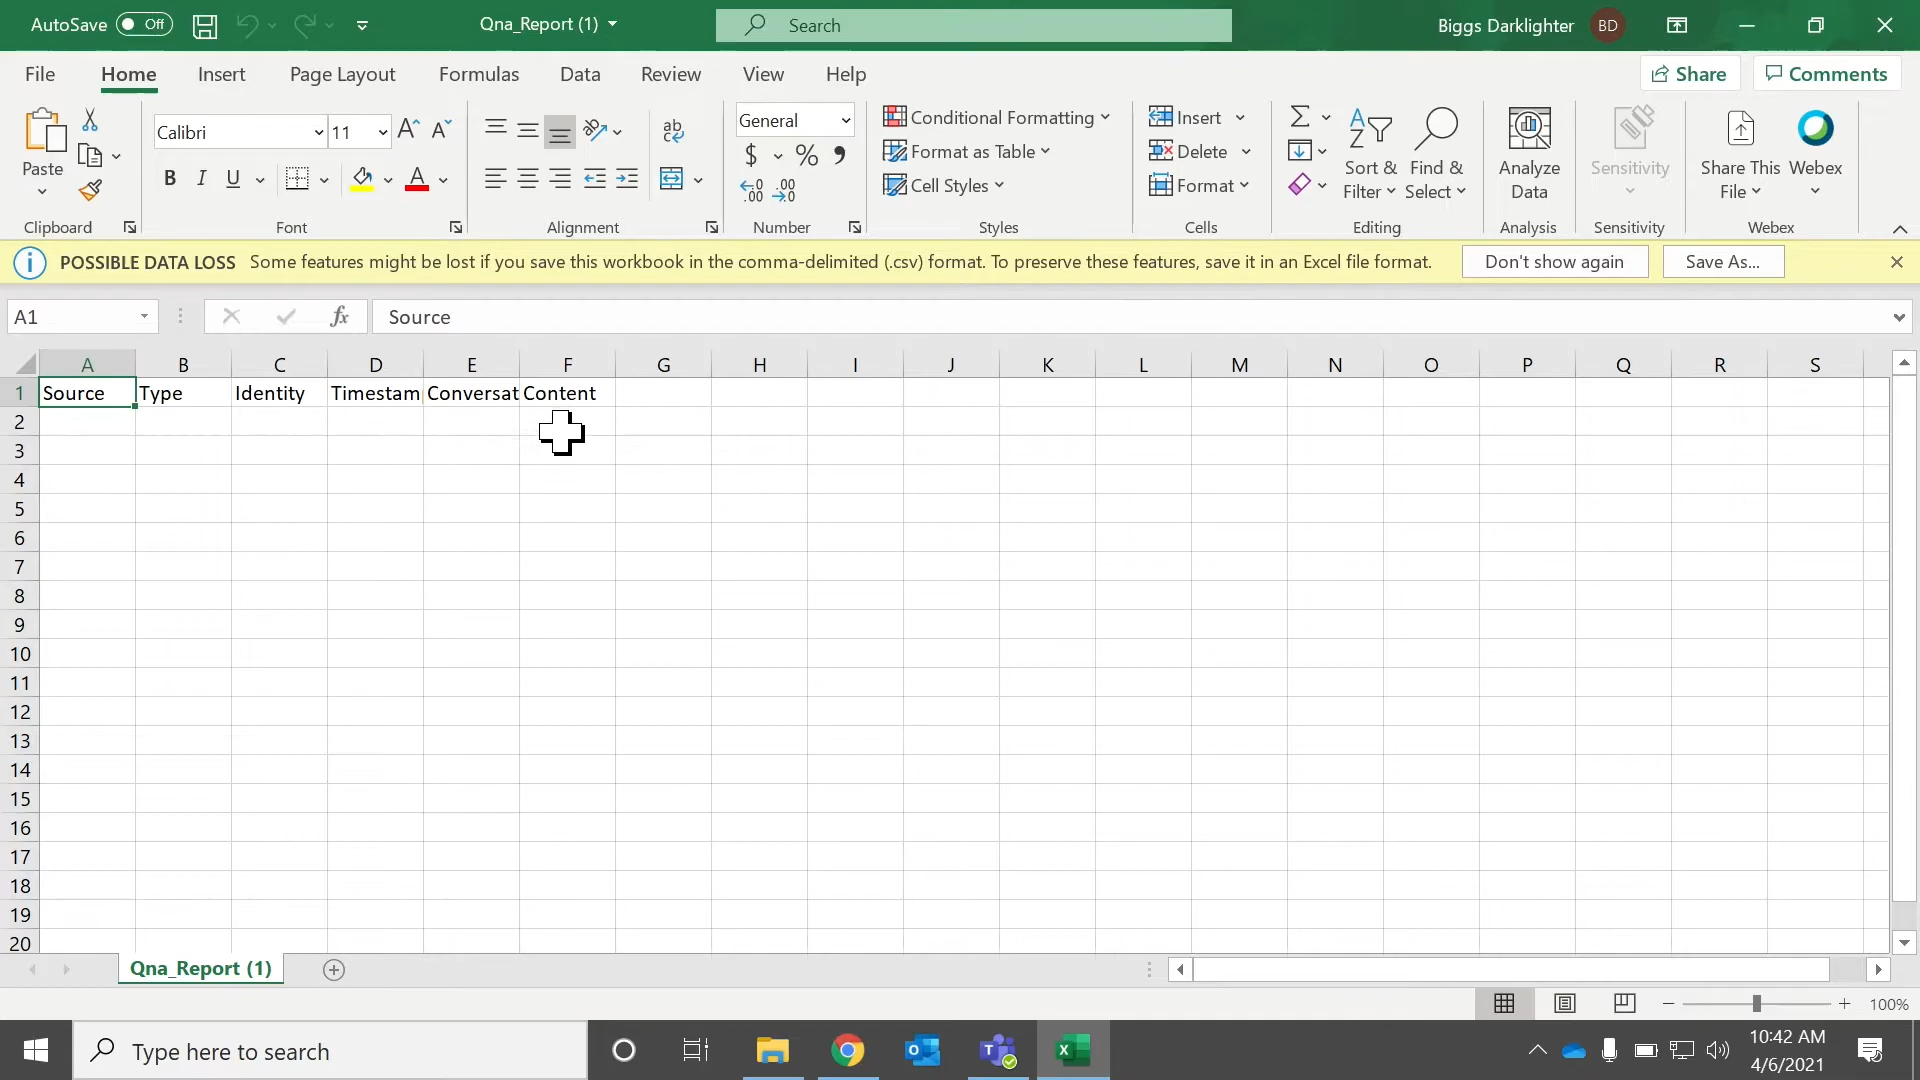 AutoSave Off Qna_Report (1) Search Biggs Darklighter BD
File Home Insert Page Layout Formulas Data Review View Help Share Comments
Paste
Clipboard
Calibri 11
B I U A
Font
ab
Alignment
General
$ % 9
.00 .00
Number
Conditional Formatting
Format as Table
Cell Styles
Styles
Insert
Delete
Format
Cells
Sort &
Filter
Find &
Select
Editing
Analyze
Data
Analysis
Sensitivity
Sensitivity
Share This
File
Webex
Webex
POSSIBLE DATA LOSS Some features might be lost if you save this workbook in the comma-delimited (.csv) format. To preserve these features, save it in an Excel file format. Don't show again Save As...
A1 fx Source
A B C D E F G H I J K L M N O P Q R S
1 Source Type Identity Timestam Conversat Content
2
3
4
5
6
7
8
9
10
11
12
13
14
15
16
17
18
19
20
Qna_Report (1)
100%
Type here to search
10:42 AM
4/6/2021